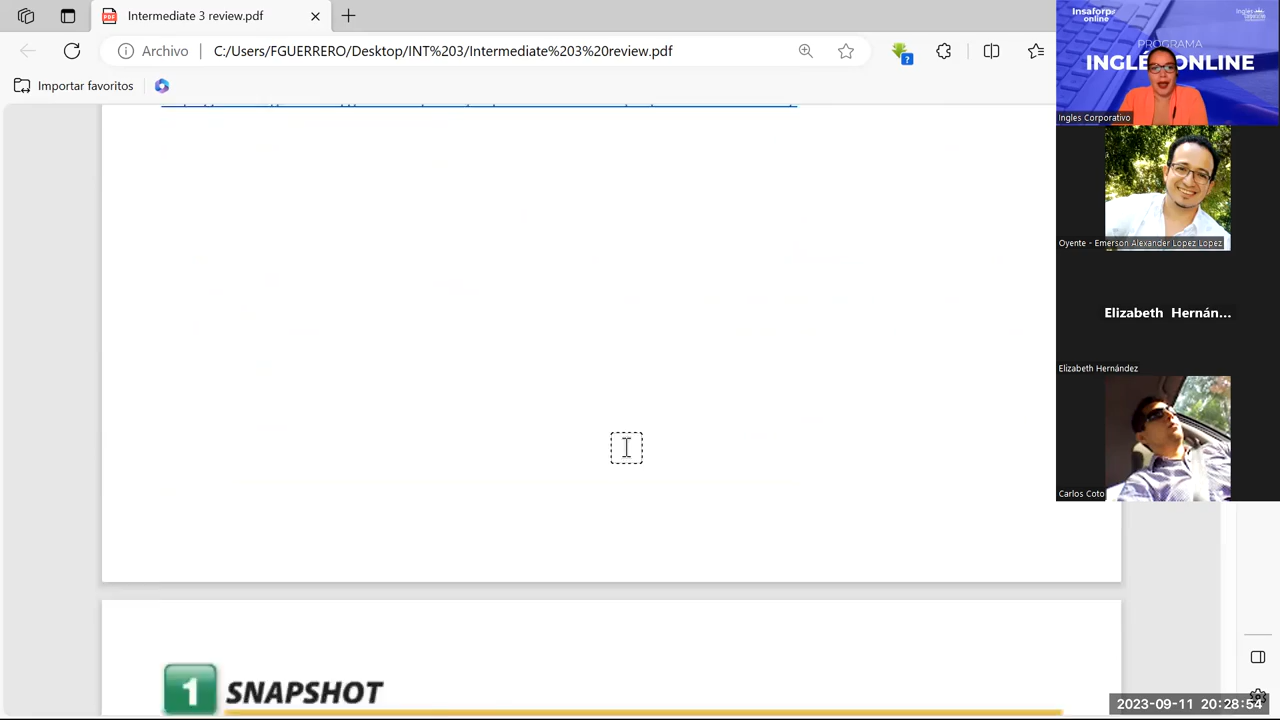 Intermediate 3 review.pdf
Archivo
C:/Users/FGUERRERO/Desktop/INT%203/Intermediate%203%20review.pdf
Importar favoritos
Insaforp
online
Inglés
PROGRAMA
INGLÉS ONLINE
Ingles Corporativo
Oyente - Emerson Alexander Lopez Lopez
Elizabeth Hernán...
Elizabeth Hernández
Carlos Coto
1 SNAPSHOT
2023-09-11 20:28:54